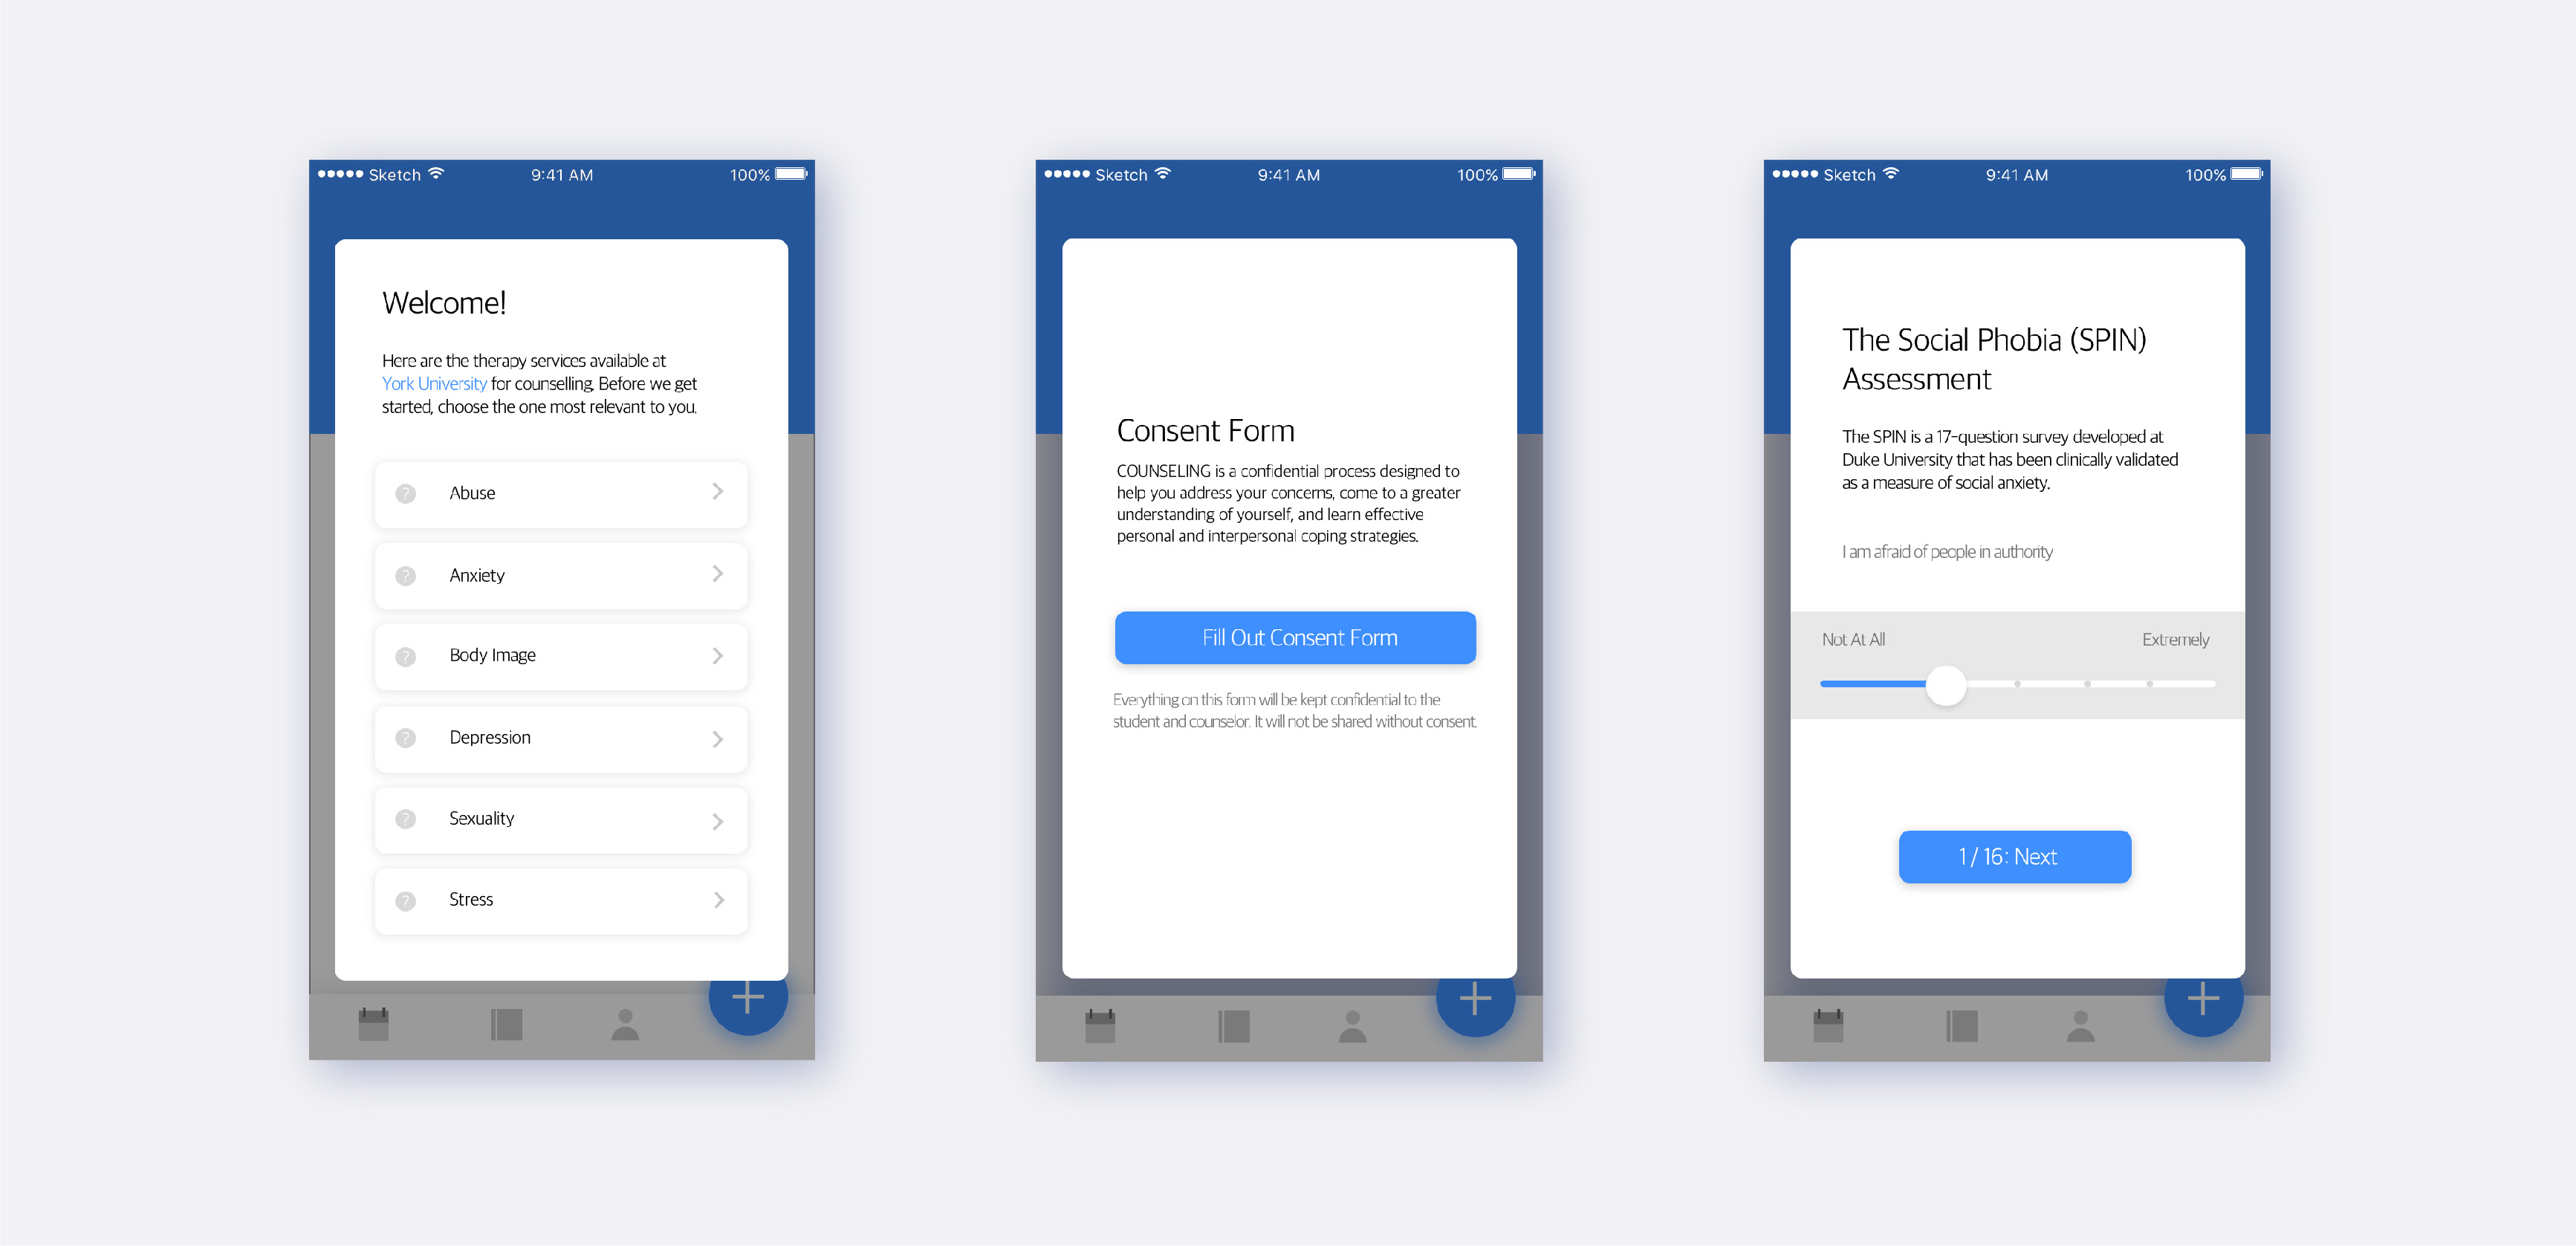 Sketch 9:41 AM 100%
Welcome!
Here are the therapy services available at
York University for counselling. Before we get
started, choose the one most relevant to you.
? Abuse
? Anxiety
? Body Image
? Depression
? Sexuality
? Stress
Sketch 9:41 AM 100%
Consent Form
COUNSELING is a confidential process designed to
help you address your concerns, come to a greater
understanding of yourself, and learn effective
personal and interpersonal coping strategies.
Fill Out Consent Form
Everything on this form will be kept confidential to the
student and counselor. It will not be shared without consent.
Sketch 9:41 AM 100%
The Social Phobia (SPIN)
Assessment
The SPIN is a 17-question survey developed at
Duke University that has been clinically validated
as a measure of social anxiety.
I am afraid of people in authority
Not At All Extremely
1 / 16: Next